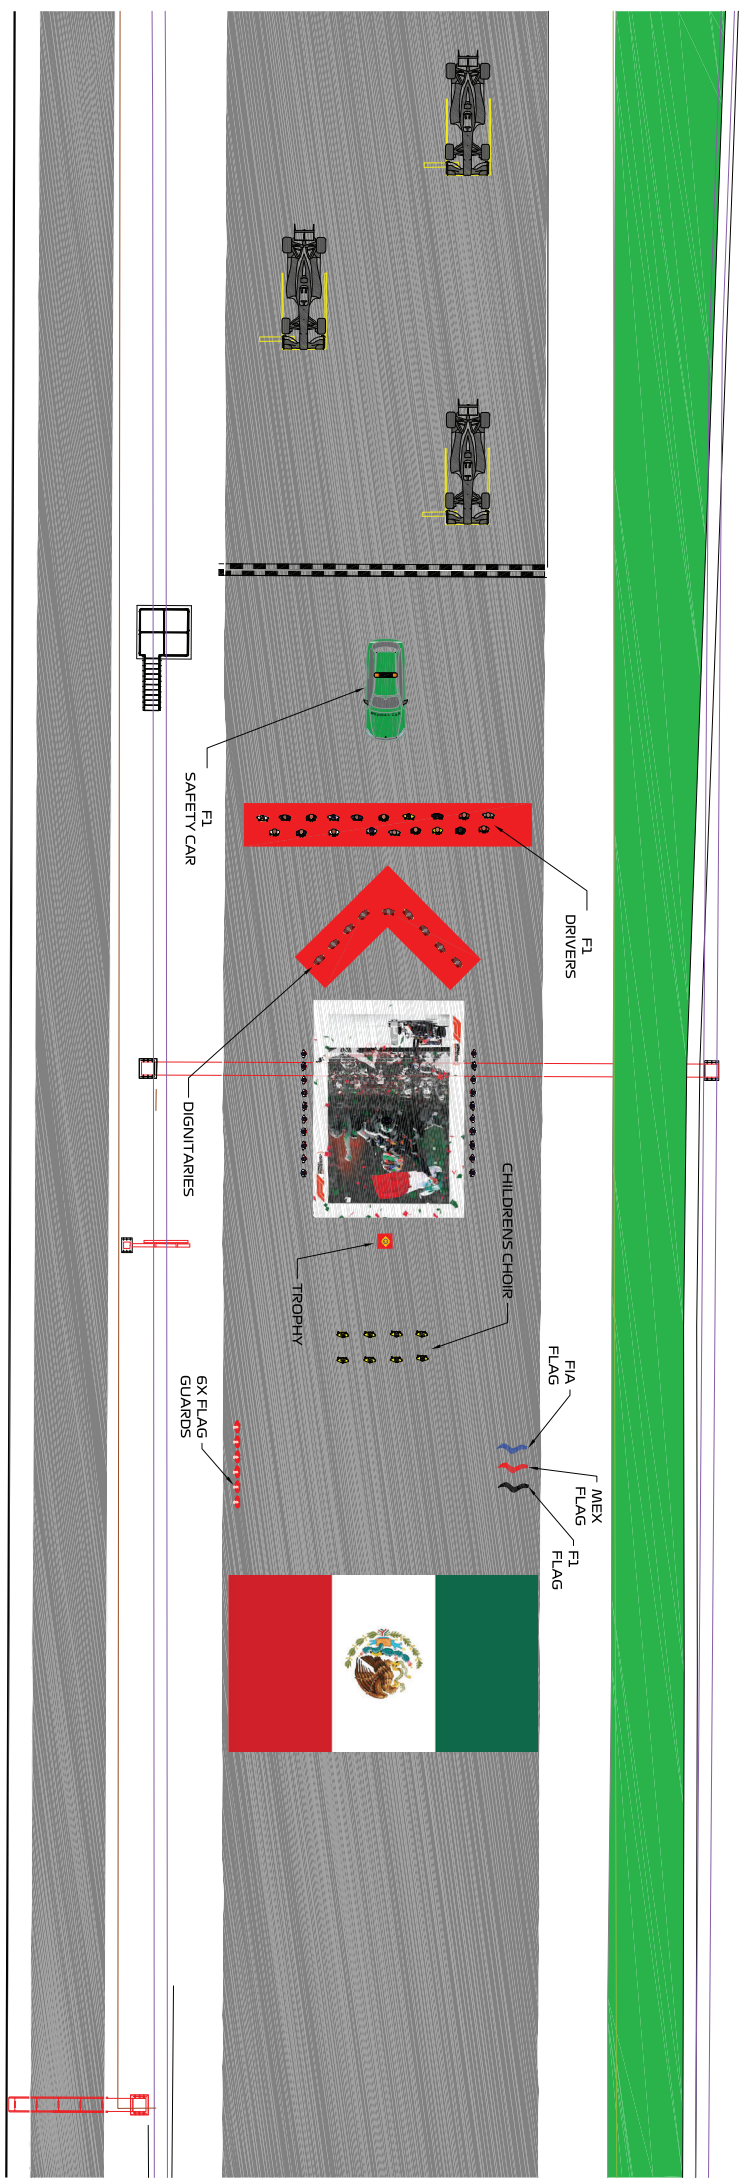 F1
SAFETY CAR
F1
DRIVERS
DIGNITARIES
CHILDRENS CHOIR
TROPHY
FIA
FLAG
6X FLAG
GUARDS
MEX
FLAG
F1
FLAG